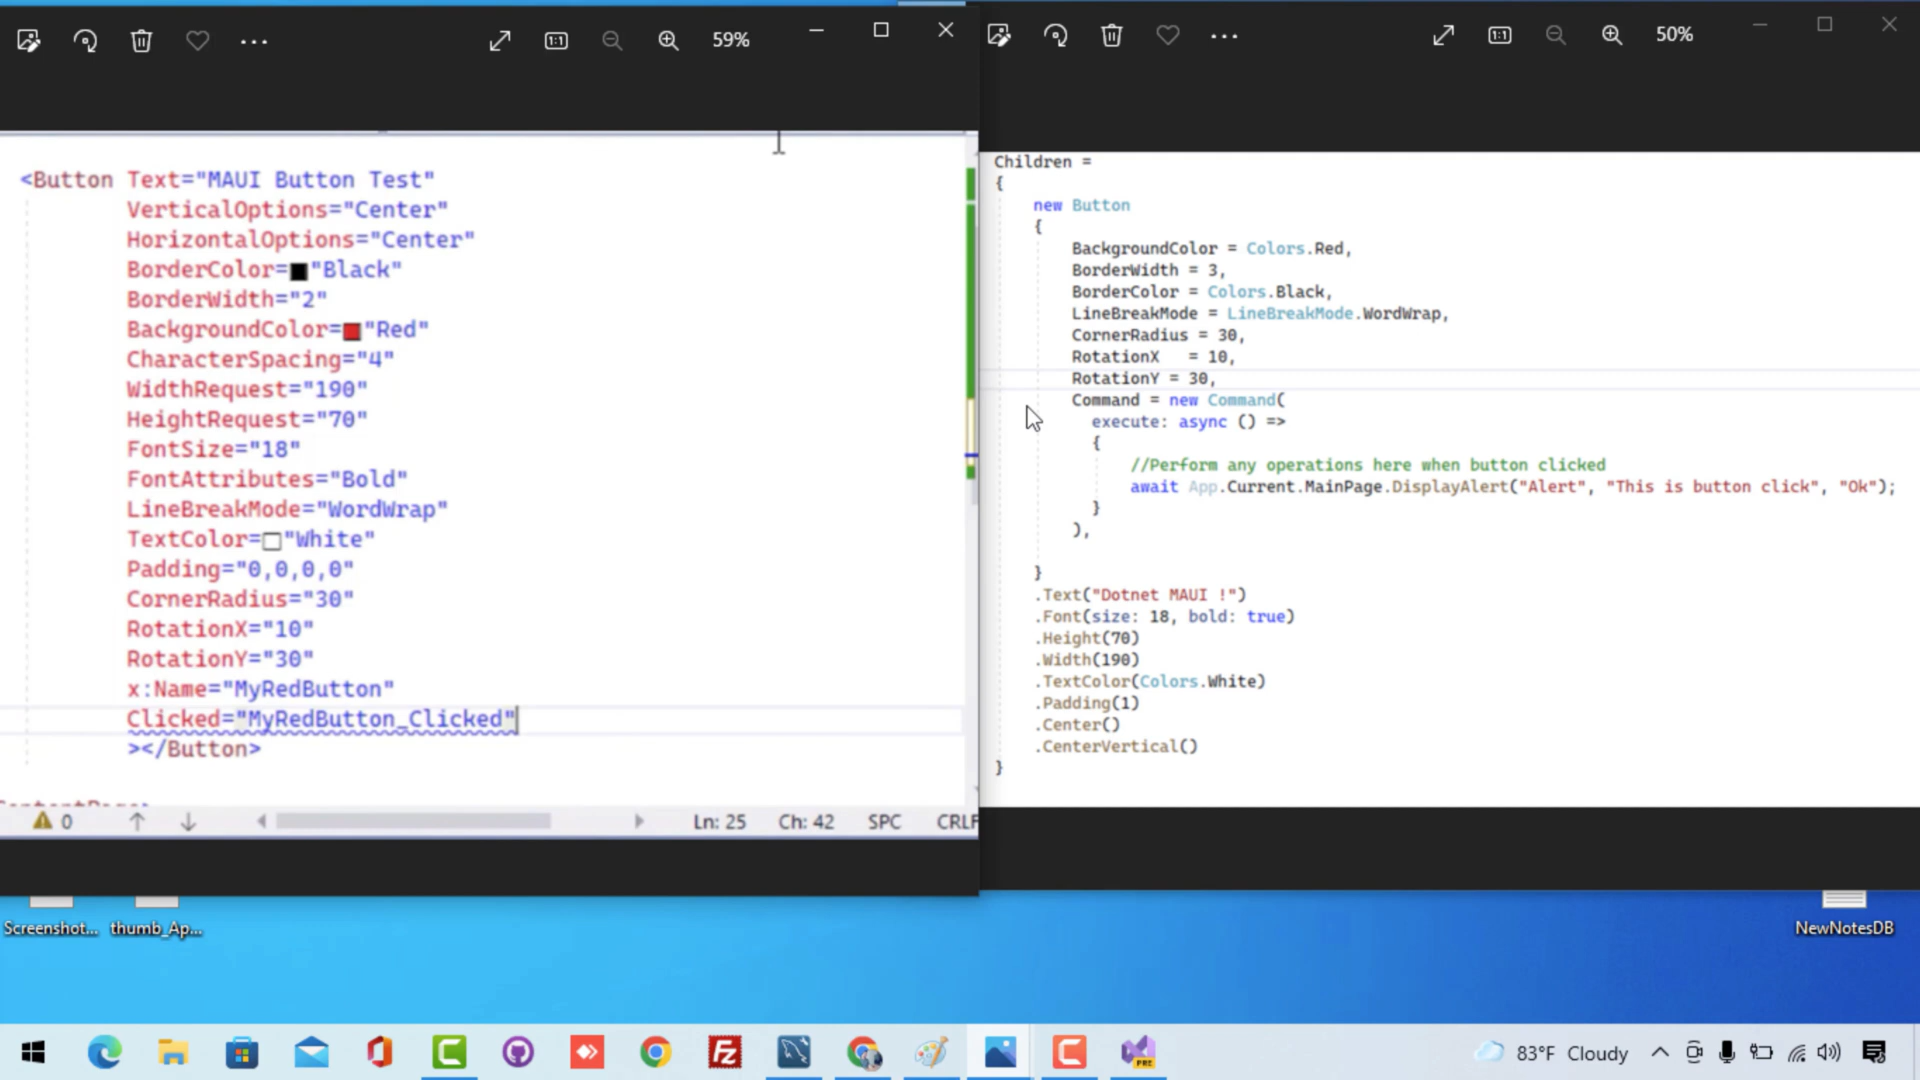 59%
50%
<Button Text="MAUI Button Test"
VerticalOptions="Center"
HorizontalOptions="Center"
BorderColor="Black"
BorderWidth="2"
BackgroundColor="Red"
CharacterSpacing="4"
WidthRequest="190"
HeightRequest="70"
FontSize="18"
FontAttributes="Bold"
LineBreakMode="WordWrap"
TextColor="White"
Padding="0,0,0,0"
CornerRadius="30"
RotationX="10"
RotationY="30"
x:Name="MyRedButton"
Clicked="MyRedButton_Clicked"
></Button>
0
Ln: 25 Ch: 42 SPC CRLF
Children =
{
new Button
{
BackgroundColor = Colors.Red,
BorderWidth = 3,
BorderColor = Colors.Black,
LineBreakMode = LineBreakMode.WordWrap,
CornerRadius = 30,
RotationX   = 10,
RotationY = 30,
Command = new Command(
execute: async () =>
{
//Perform any operations here when button clicked
await App.Current.MainPage.DisplayAlert("Alert", "This is button click", "Ok");
}
),
}
.Text("Dotnet MAUI !")
.Font(size: 18, bold: true)
.Height(70)
.Width(190)
.TextColor(Colors.White)
.Padding(1)
.Center()
.CenterVertical()
}
Screenshot...
thumb_Ap...
NewNotesDB
PRE
83°F Cloudy